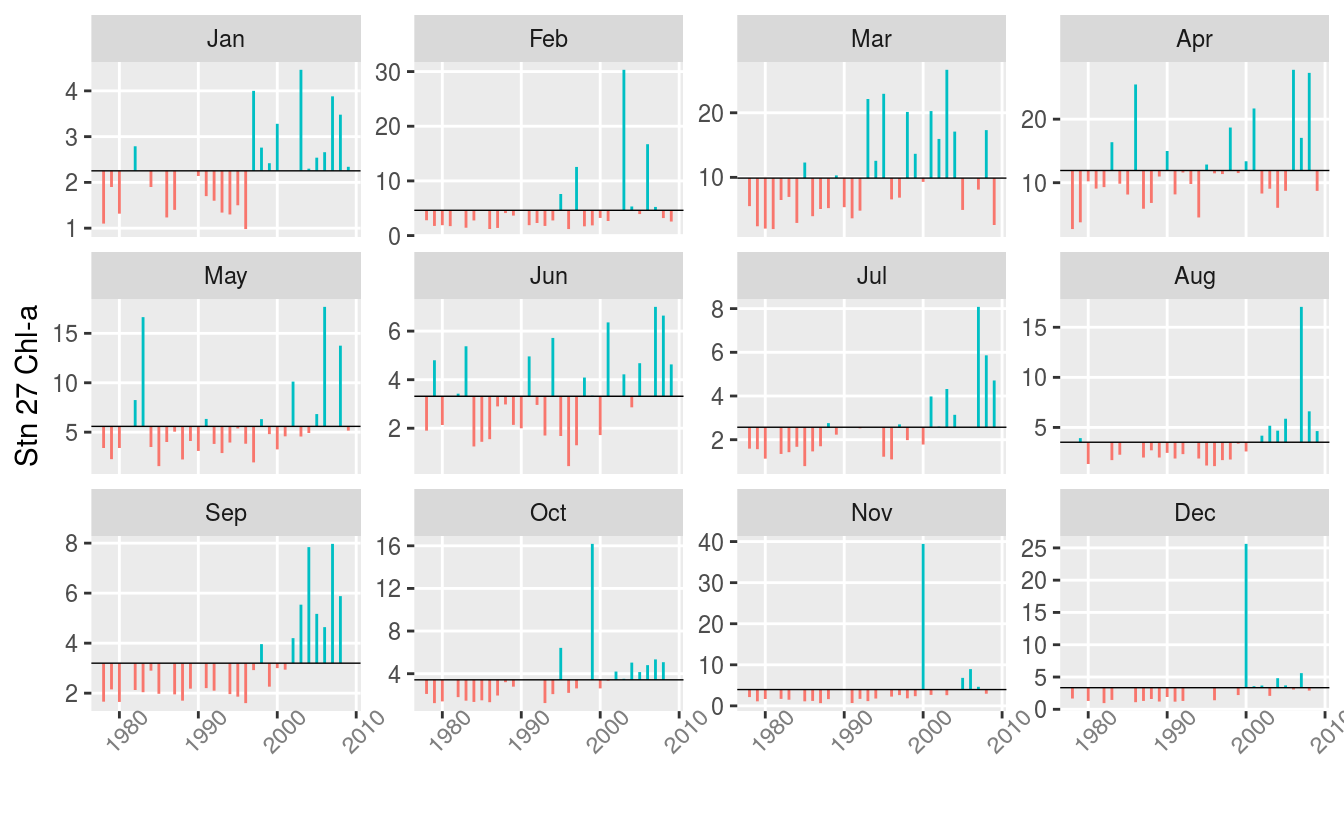 Jan Feb Mar Apr
4 3 2 1
30 20 10 0
20 10
20 10
May Jun Jul Aug
15 10 5
6 4 2
8 6 4 2
15 10 5
Stn 27 Chl-a
Sep Oct Nov Dec
8 6 4 2
16 12 8 4
40 30 20 10 0
25 20 15 10 5 0
1980 1990 2000 2010 1980 1990 2000 2010 1980 1990 2000 2010 1980 1990 2000